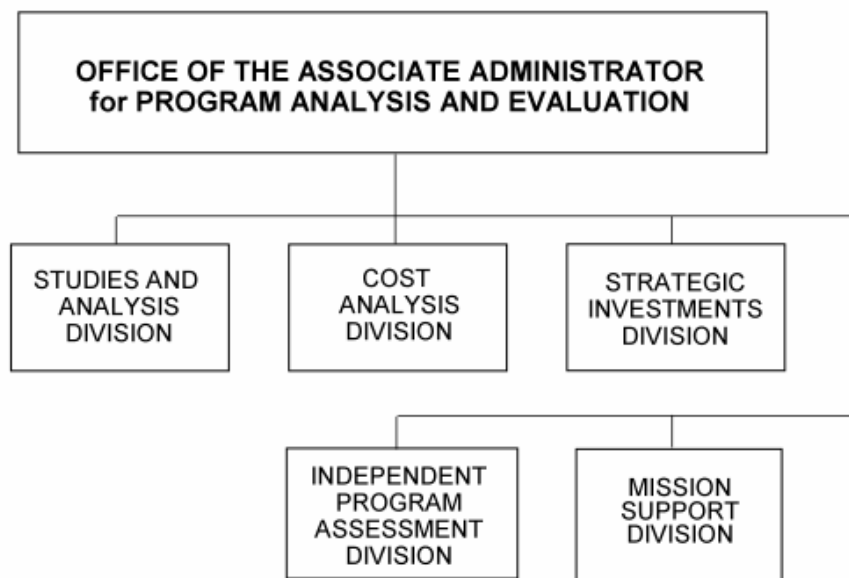 OFFICE OF THE ASSOCIATE ADMINISTRATOR
for PROGRAM ANALYSIS AND EVALUATION
STUDIES AND
ANALYSIS
DIVISION
COST
ANALYSIS
DIVISION
STRATEGIC
INVESTMENTS
DIVISION
INDEPENDENT
PROGRAM
ASSESSMENT
DIVISION
MISSION
SUPPORT
DIVISION